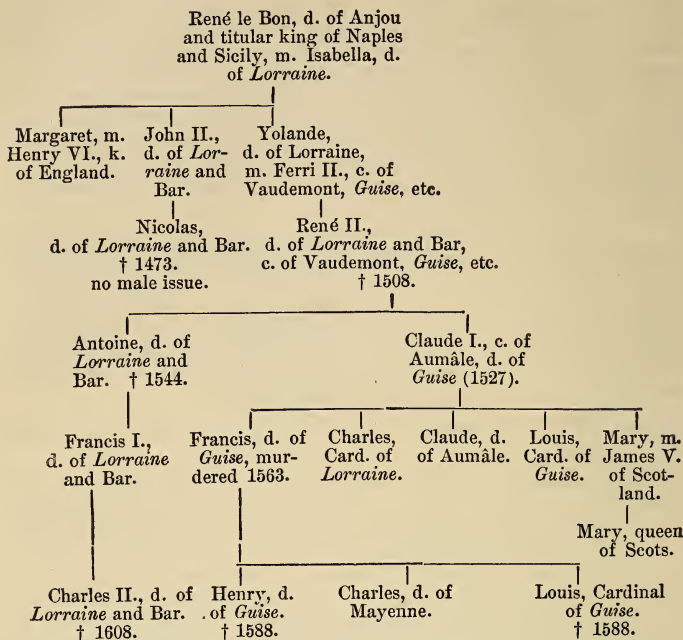 René le Bon, d. of Anjou
and titular king of Naples
and Sicily, m. Isabella, d.
of Lorraine.
Margaret, m.
Henry VI., k.
of England.
John II.,
d. of Lor-
raine and
Bar.
Yolande,
d. of Lorraine,
m. Ferri II., c. of
Vaudemont, Guise, etc.
Nicolas,
d. of Lorraine and Bar.
† 1473.
no male issue.
René II.,
d. of Lorraine and Bar,
c. of Vaudemont, Guise, etc.
† 1508.
Antoine, d. of
Lorraine and
Bar. † 1544.
Claude I., c. of
Aumâle, d. of
Guise (1527).
Francis I.,
d. of Lorraine
and Bar.
Francis, d. of
Guise, mur-
dered 1563.
Charles,
Card. of
Lorraine.
Claude, d.
of Aumâle.
Louis,
Card. of
Guise.
Mary, m.
James V.
of Scot-
land.
Mary, queen
of Scots.
Charles II., d. of
Lorraine and Bar.
† 1608.
Henry, d.
of Guise.
† 1588.
Charles, d. of
Mayenne.
Louis, Cardinal
of Guise.
† 1588.